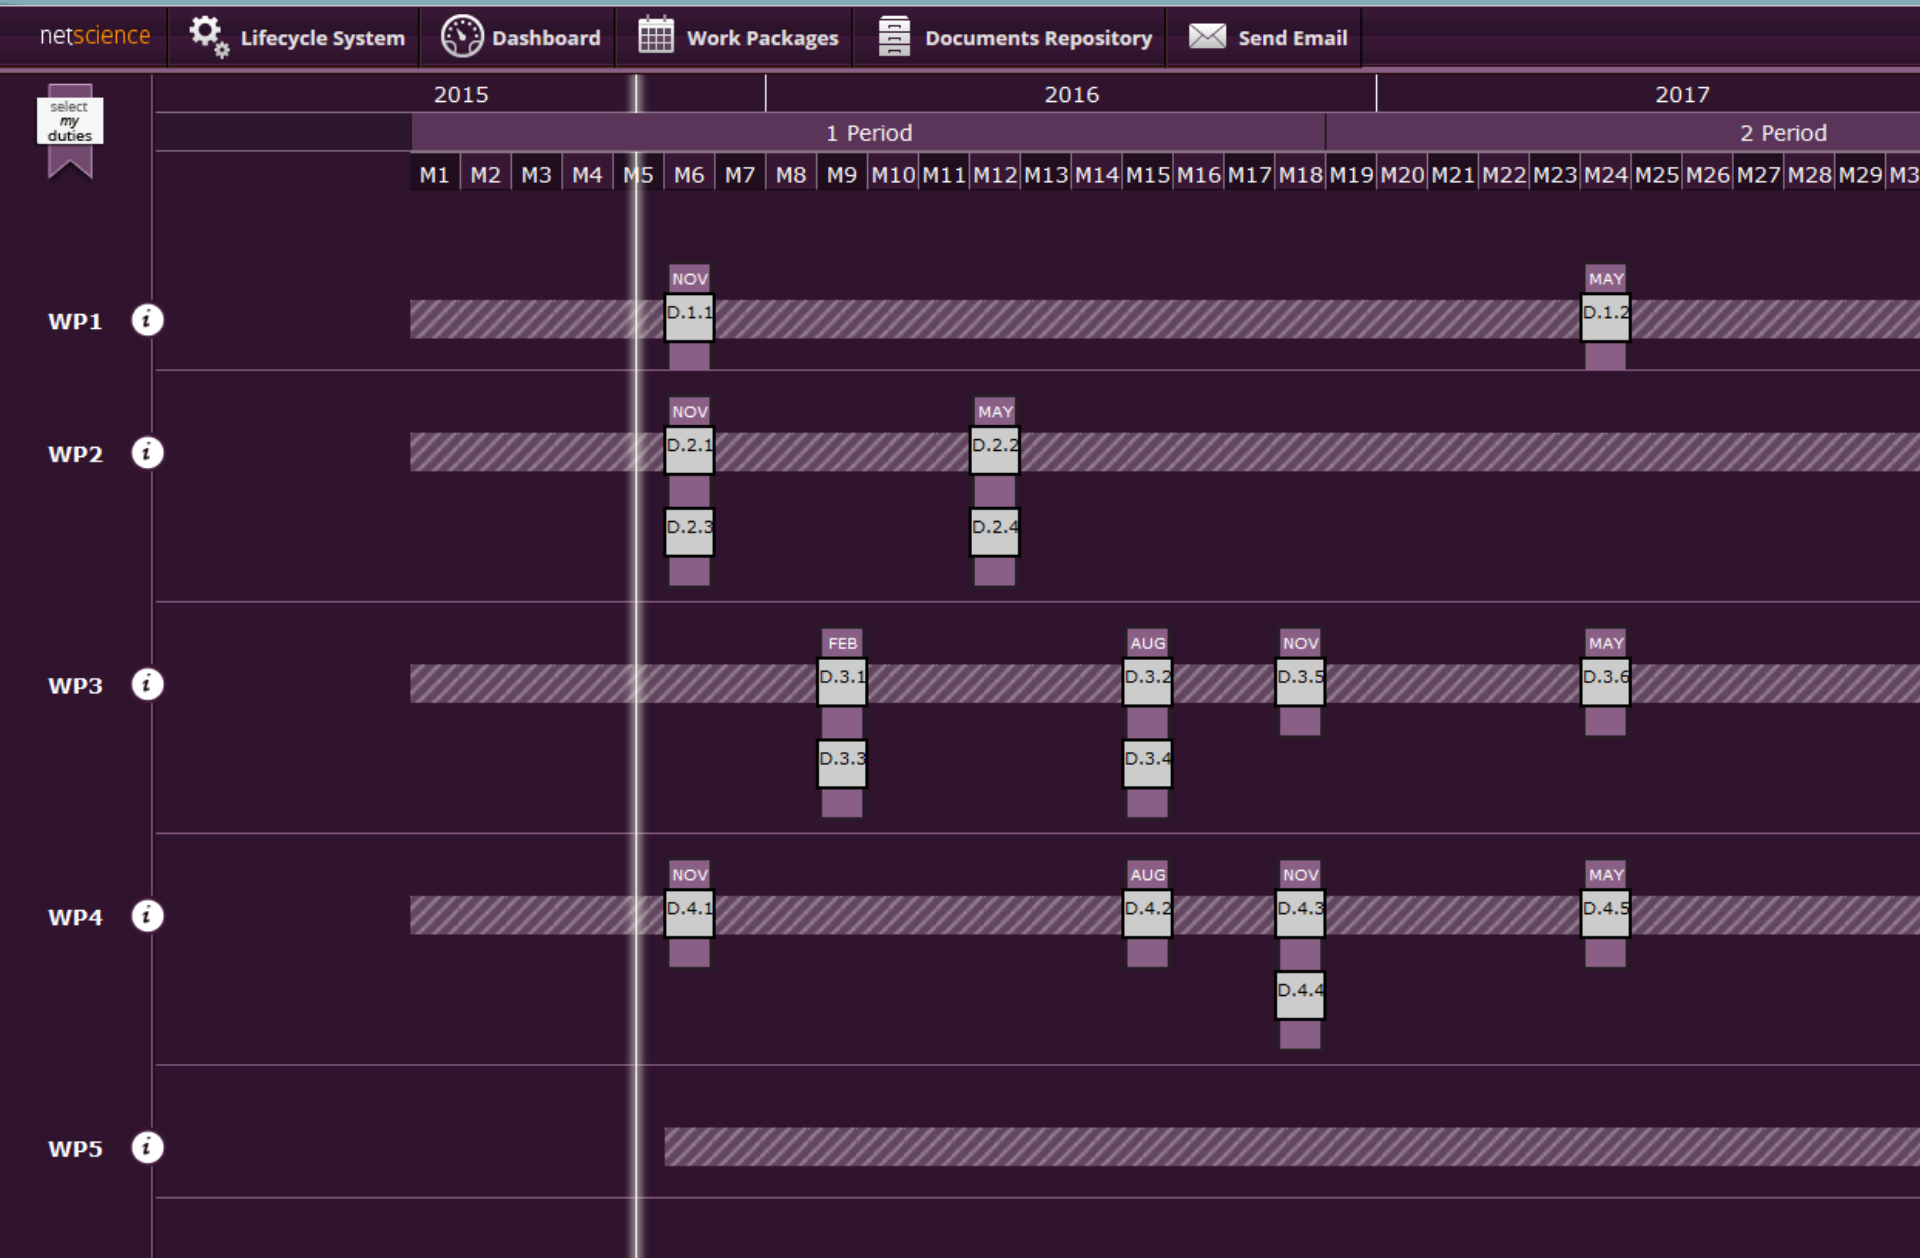 netscience Lifecycle System Dashboard Work Packages Documents Repository Send Email
select
my
duties
2015 2016 2017
1 Period 2 Period
M1 M2 M3 M4 M5 M6 M7 M8 M9 M10 M11 M12 M13 M14 M15 M16 M17 M18 M19 M20 M21 M22 M23 M24 M25 M26 M27 M28 M29 M3
NOV MAY
WP1 i D.1.1 D.1.2
NOV MAY
WP2 i D.2.1 D.2.2
D.2.3 D.2.4
FEB AUG NOV MAY
WP3 i D.3.1 D.3.2 D.3.5 D.3.6
D.3.3 D.3.4
NOV AUG NOV MAY
WP4 i D.4.1 D.4.2 D.4.3 D.4.5
D.4.4
WP5 i